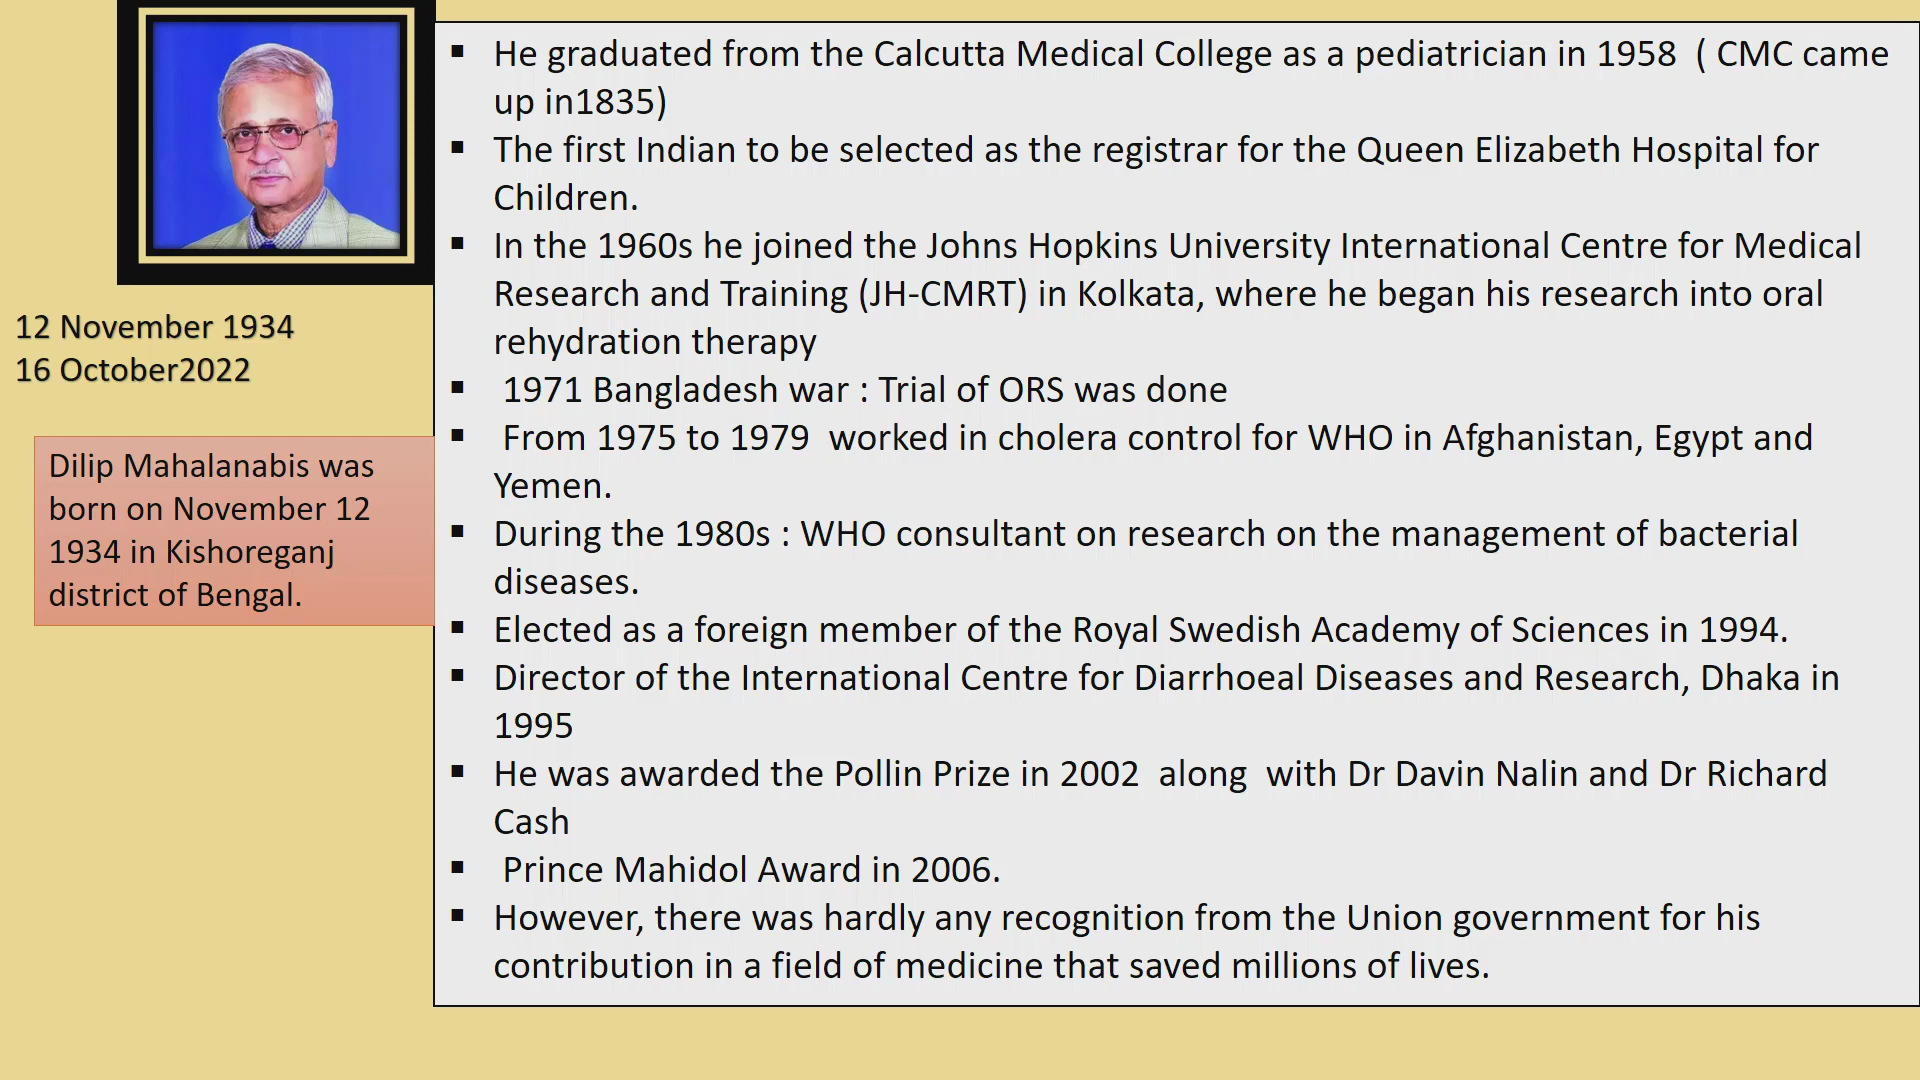 12 November 1934
16 October2022
Dilip Mahalanabis was
born on November 12
1934 in Kishoreganj
district of Bengal.
▪ He graduated from the Calcutta Medical College as a pediatrician in 1958  ( CMC came
up in1835)
▪ The first Indian to be selected as the registrar for the Queen Elizabeth Hospital for
Children.
▪ In the 1960s he joined the Johns Hopkins University International Centre for Medical
Research and Training (JH-CMRT) in Kolkata, where he began his research into oral
rehydration therapy
▪ 1971 Bangladesh war : Trial of ORS was done
▪ From 1975 to 1979  worked in cholera control for WHO in Afghanistan, Egypt and
Yemen.
▪ During the 1980s : WHO consultant on research on the management of bacterial
diseases.
▪ Elected as a foreign member of the Royal Swedish Academy of Sciences in 1994.
▪ Director of the International Centre for Diarrhoeal Diseases and Research, Dhaka in
1995
▪ He was awarded the Pollin Prize in 2002  along  with Dr Davin Nalin and Dr Richard
Cash
▪ Prince Mahidol Award in 2006.
▪ However, there was hardly any recognition from the Union government for his
contribution in a field of medicine that saved millions of lives.